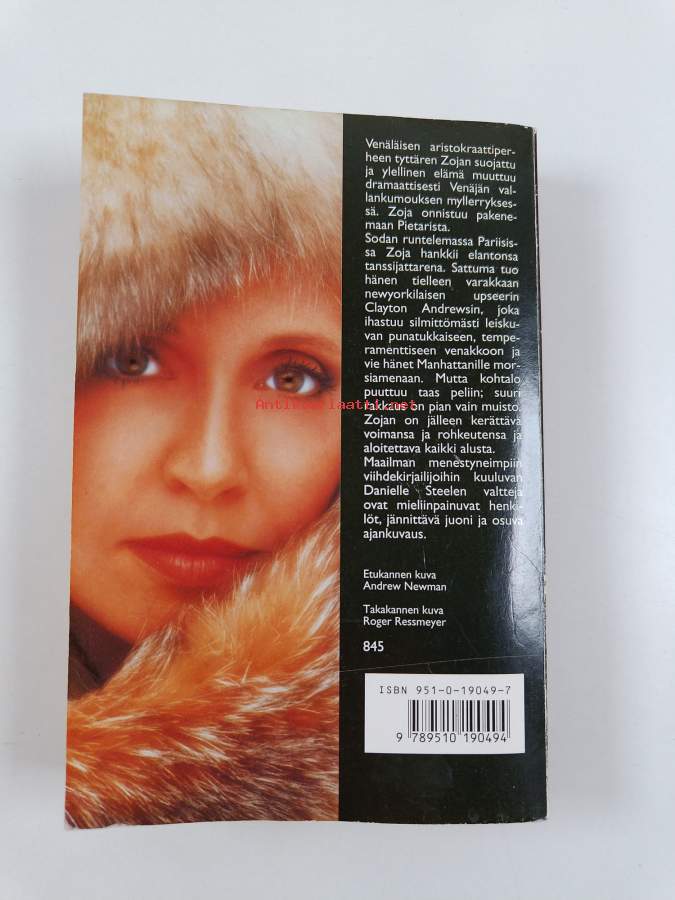 Venäläisen aristokraattiper-
heen tyttären Zojan suojattu
ja ylellinen elämä muuttuu
dramaattisesti Venäjän val-
lankumouksen myllerrykses-
sä. Zoja onnistuu pakene-
maan Pietarista.
Sodan runtelemassa Pariisis-
sa Zoja hankkii elantonsa
tanssijattarena. Sattuma tuo
hänen tielleen varakkaan
newyorkilaisen upseerin
Clayton Andrewsin, joka
ihastuu silmittömästi leisku-
van punatukkaiseen, tempe-
ramenttiseen venakkoon ja
vie hänet Manhattanille mor-
siamenaan. Mutta kohtalo
puuttuu taas peliin; suuri
rakkaus on pian vain muisto.
Zojan on jälleen kerättävä
voimansa ja rohkeutensa ja
aloitettava kaikki alusta.
Maailman menestyneimpiin
viihdekirjailijoihin kuuluvan
Danielle Steelen valtteja
ovat mieliinpainuvat henki-
löt, jännittävä juoni ja osuva
ajankuvaus.
Etukannen kuva
Andrew Newman
Takakannen kuva
Roger Ressmeyer
845
ISBN 951-0-19049-7
9 789510 190494